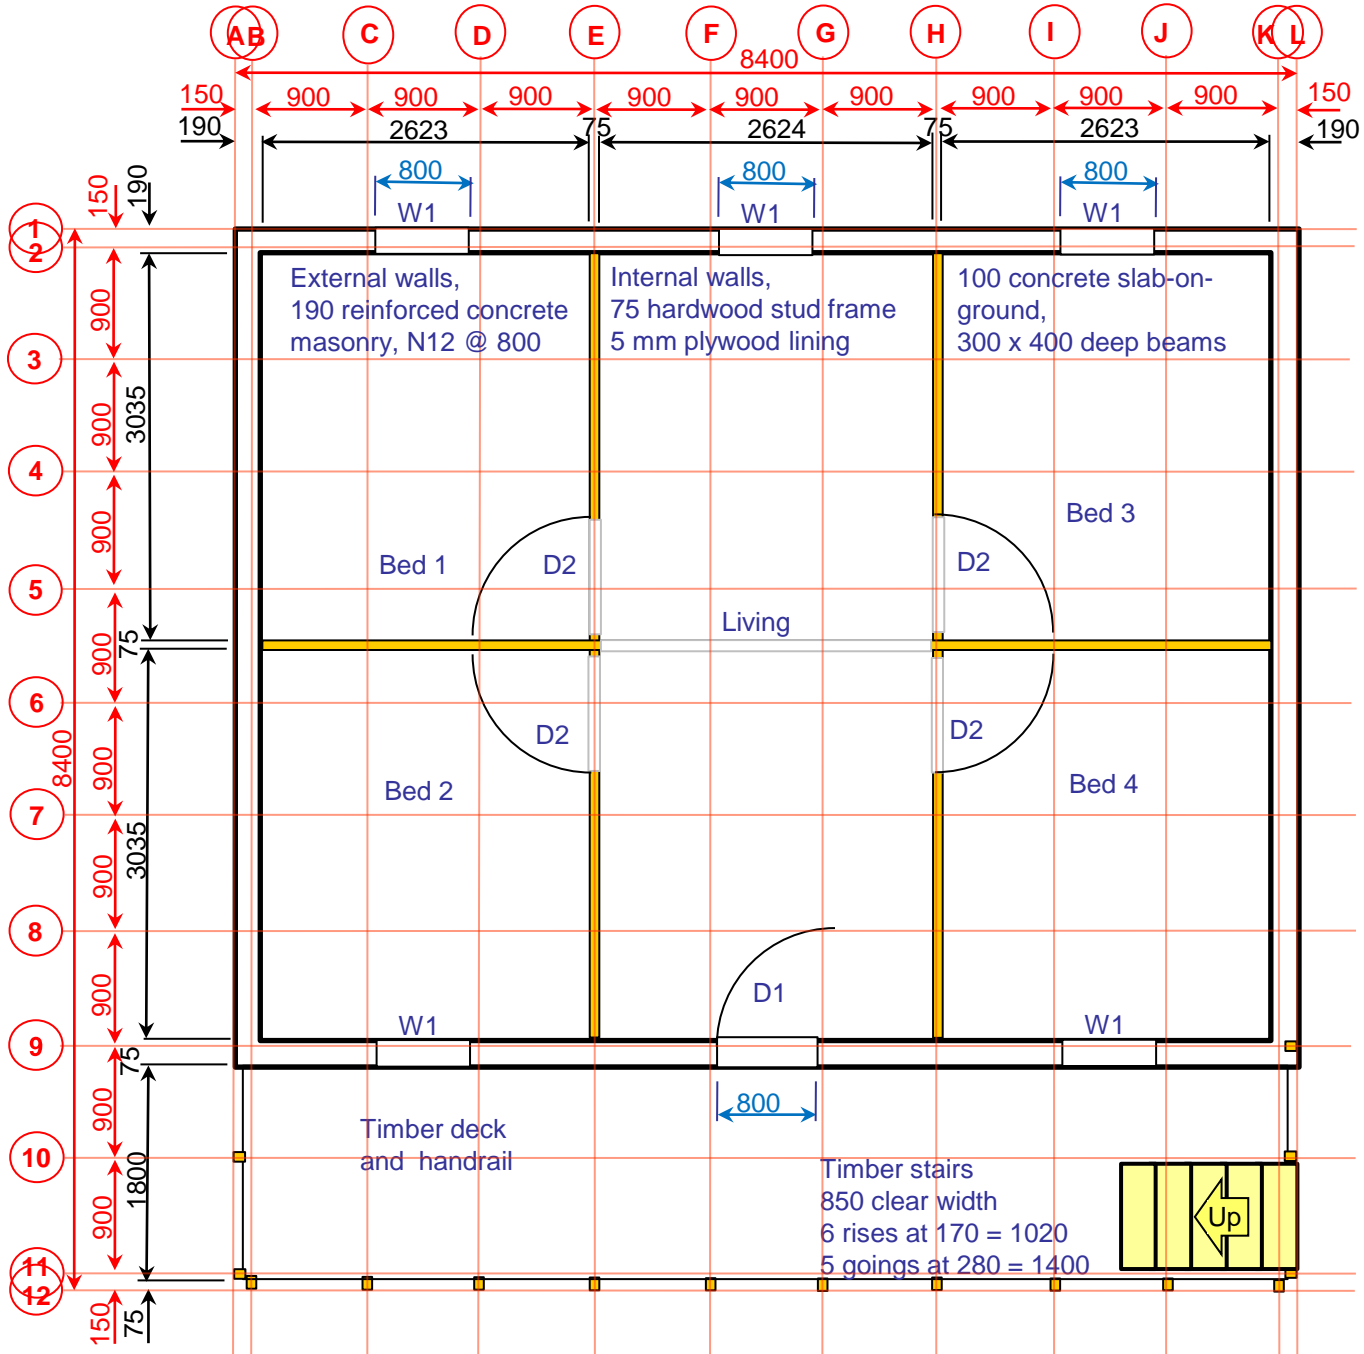 A B C D E F G H I J K L
8400
150 900 900 900 900 900 900 900 900 900 150
190 2623 75 2624 75 2623 190
800 800 800
W1 W1 W1
150
190
1
2
External walls,
190 reinforced concrete
masonry, N12 @ 800
Internal walls,
75 hardwood stud frame
5 mm plywood lining
100 concrete slab-on-
ground,
300 x 400 deep beams
900
3
3035
900
4
Bed 3
900
Bed 1
D2
D2
5
Living
75
900
6
D2
D2
8400
900
Bed 2
Bed 4
7
3035
900
8
900
D1
W1
W1
9
75
900
800
Timber deck
and handrail
10
1800
900
Timber stairs
850 clear width
6 rises at 170 = 1020
5 goings at 280 = 1400
Up
11
12
150
75